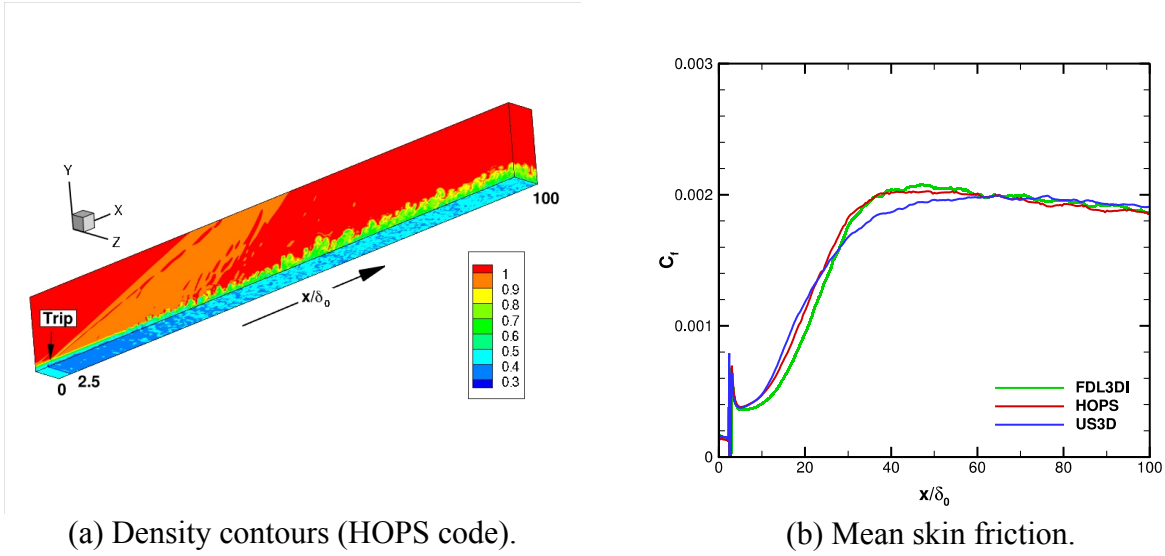 Y
X
Z
Trip
0
2.5
x/δ₀
100
1
0.9
0.8
0.7
0.6
0.5
0.4
0.3
(a) Density contours (HOPS code).
0.003
0.002
0.001
0
C_f
FDL3DI
HOPS
US3D
0 20 40 60 80 100
x/δ₀
(b) Mean skin friction.